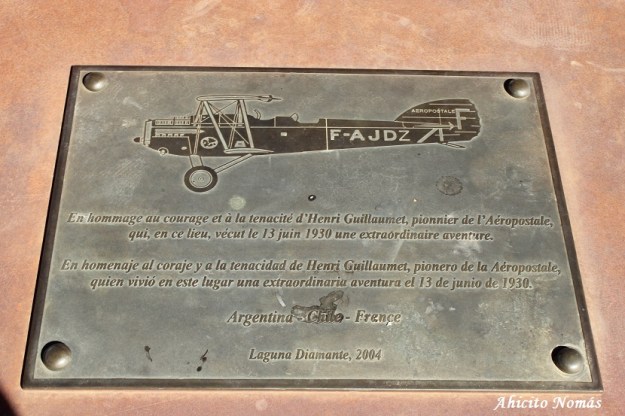 AEROPOSTALE F
F-AJDZ
En hommage au courage et à la tenacité d'Henri Guillaumet, pionnier de l'Aéropostale,
qui, en ce lieu, vécut le 13 juin 1930 une extraordinaire aventure.
En homenaje al coraje y a la tenacidad de Henri Guillaumet, pionero de la Aéropostale,
quien vivió en este lugar una extraordinaria aventura el 13 de junio de 1930.
Argentina - Chile - France
Laguna Diamante, 2004
Ahicito Nomás